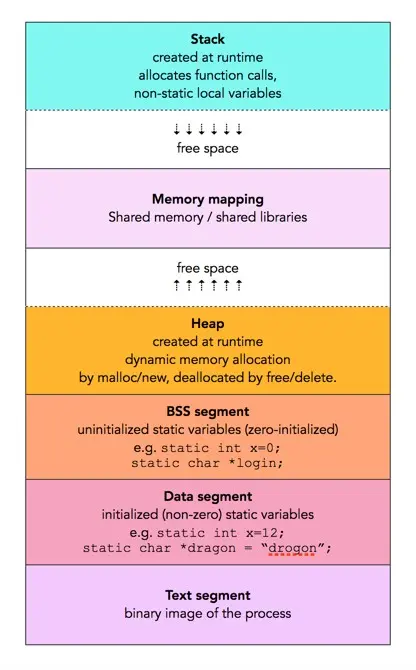 Stack
created at runtime
allocates function calls,
non-static local variables
free space
Memory mapping
Shared memory / shared libraries
free space
Heap
created at runtime
dynamic memory allocation
by malloc/new, deallocated by free/delete.
BSS segment
uninitialized static variables (zero-initialized)
e.g. static int x=0;
static char *login;
Data segment
initialized (non-zero) static variables
e.g. static int x=12;
static char *dragon = “drogon”;
Text segment
binary image of the process